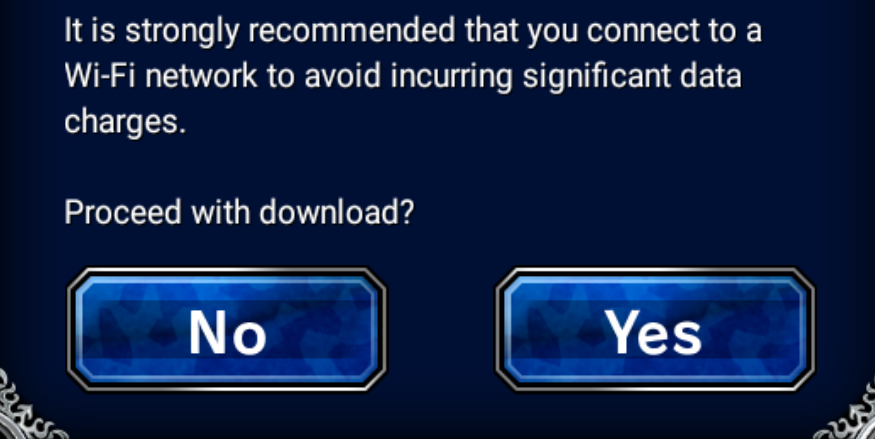 It is strongly recommended that you connect to a
Wi-Fi network to avoid incurring significant data
charges.
Proceed with download?
No
Yes